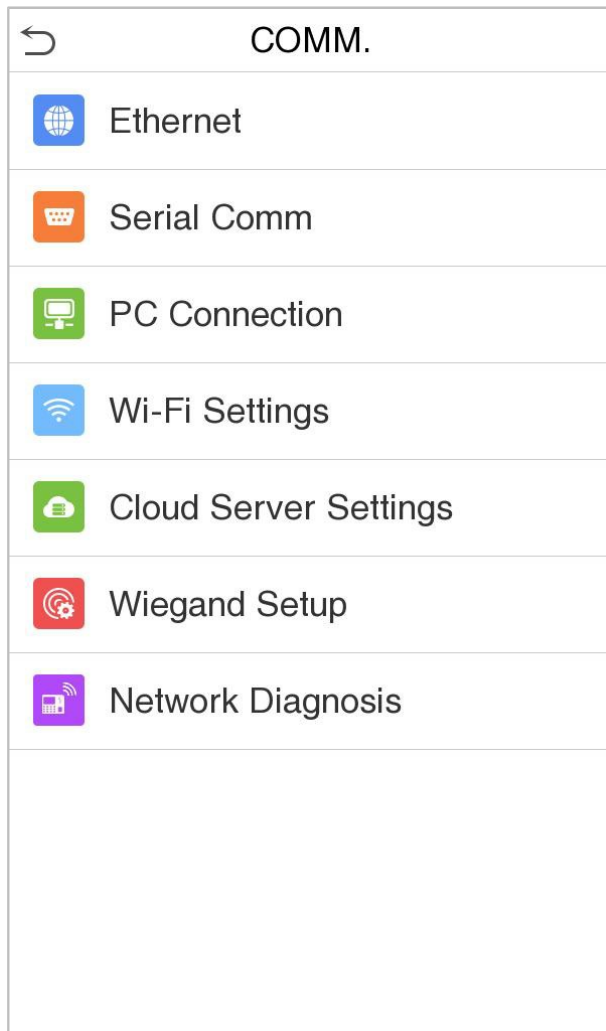 COMM.
Ethernet
Serial Comm
PC Connection
Wi-Fi Settings
Cloud Server Settings
Wiegand Setup
Network Diagnosis